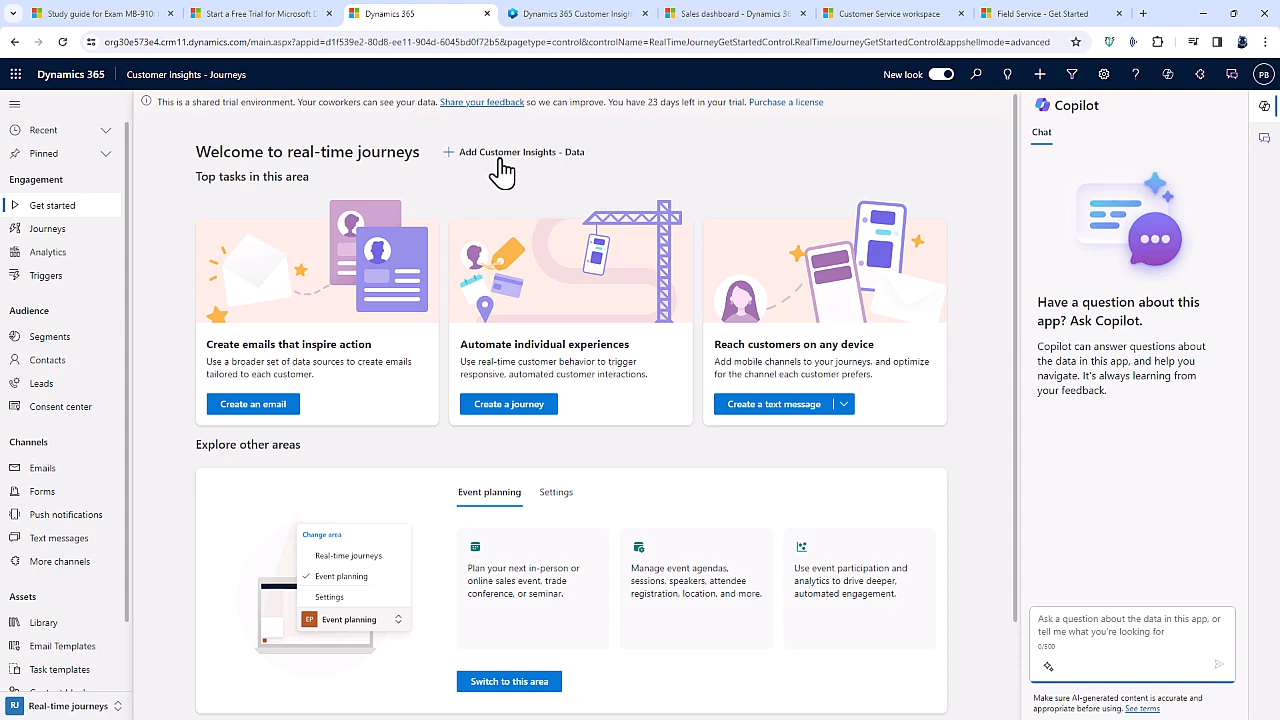 Study guide for Exam MB-910:
Start a Free Trial for Microsoft D
Dynamics 365
Dynamics 365 Customer Insigh
Sales Dashboard - Dynamics 36
Customer Service workspace
Field Service - Get Started
org30e573e4.crm11.dynamics.com/main.aspx?appid=d1f539e2-80d8-ee11-904d-6045bd0f72b5&pagetype=control&controlName=RealTimeJourneyGetStartedControl.RealTimeJourneyGetStartedControl&appshellmode=advanced
Dynamics 365
Customer Insights - Journeys
New look
PB
This is a shared trial environment. Your coworkers can see your data. Share your feedback so we can improve. You have 23 days left in your trial. Purchase a license
Recent
Pinned
Engagement
Get started
Journeys
Analytics
Triggers
Audience
Segments
Contacts
Leads
Consent center
Channels
Emails
Forms
Push notifications
Text messages
More channels
Assets
Library
Email Templates
Task templates
RJ Real-time journeys
Welcome to real-time journeys
Add Customer Insights - Data
Top tasks in this area
Create emails that inspire action
Use a broader set of data sources to create emails
tailored to each customer.
Create an email
Automate individual experiences
Use real-time customer behavior to trigger
responsive, automated customer interactions.
Create a journey
Reach customers on any device
Add mobile channels to your journeys, and optimize
for the channel each customer prefers.
Create a text message
Explore other areas
Change area
Real-time journeys
Event planning
Settings
EP Event planning
Event planning
Settings
Plan your next in-person or
online sales event, trade
conference, or seminar.
Manage event agendas,
sessions, speakers, attendee
registration, location, and more.
Use event participation and
analytics to drive deeper,
automated engagement.
Switch to this area
Copilot
Chat
Have a question about this
app? Ask Copilot.
Copilot can answer questions about
the data in this app, and help you
navigate. It's always learning from
your feedback.
Ask a question about the data in this app, or
tell me what you're looking for
0/500
Make sure AI-generated content is accurate and
appropriate before using. See terms